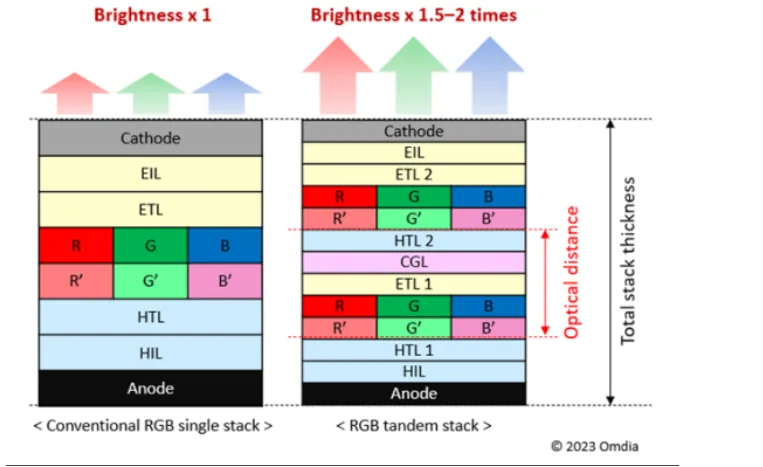 Brightness x 1
Brightness x 1.5–2 times
Cathode
EIL
ETL
R G B
R′ G′ B′
HTL
HIL
Anode
< Conventional RGB single stack >
Cathode
EIL
ETL 2
R G B
R′ G′ B′
HTL 2
CGL
ETL 1
R G B
R′ G′ B′
HTL 1
HIL
Anode
< RGB tandem stack >
Optical distance
Total stack thickness
© 2023 Omdia